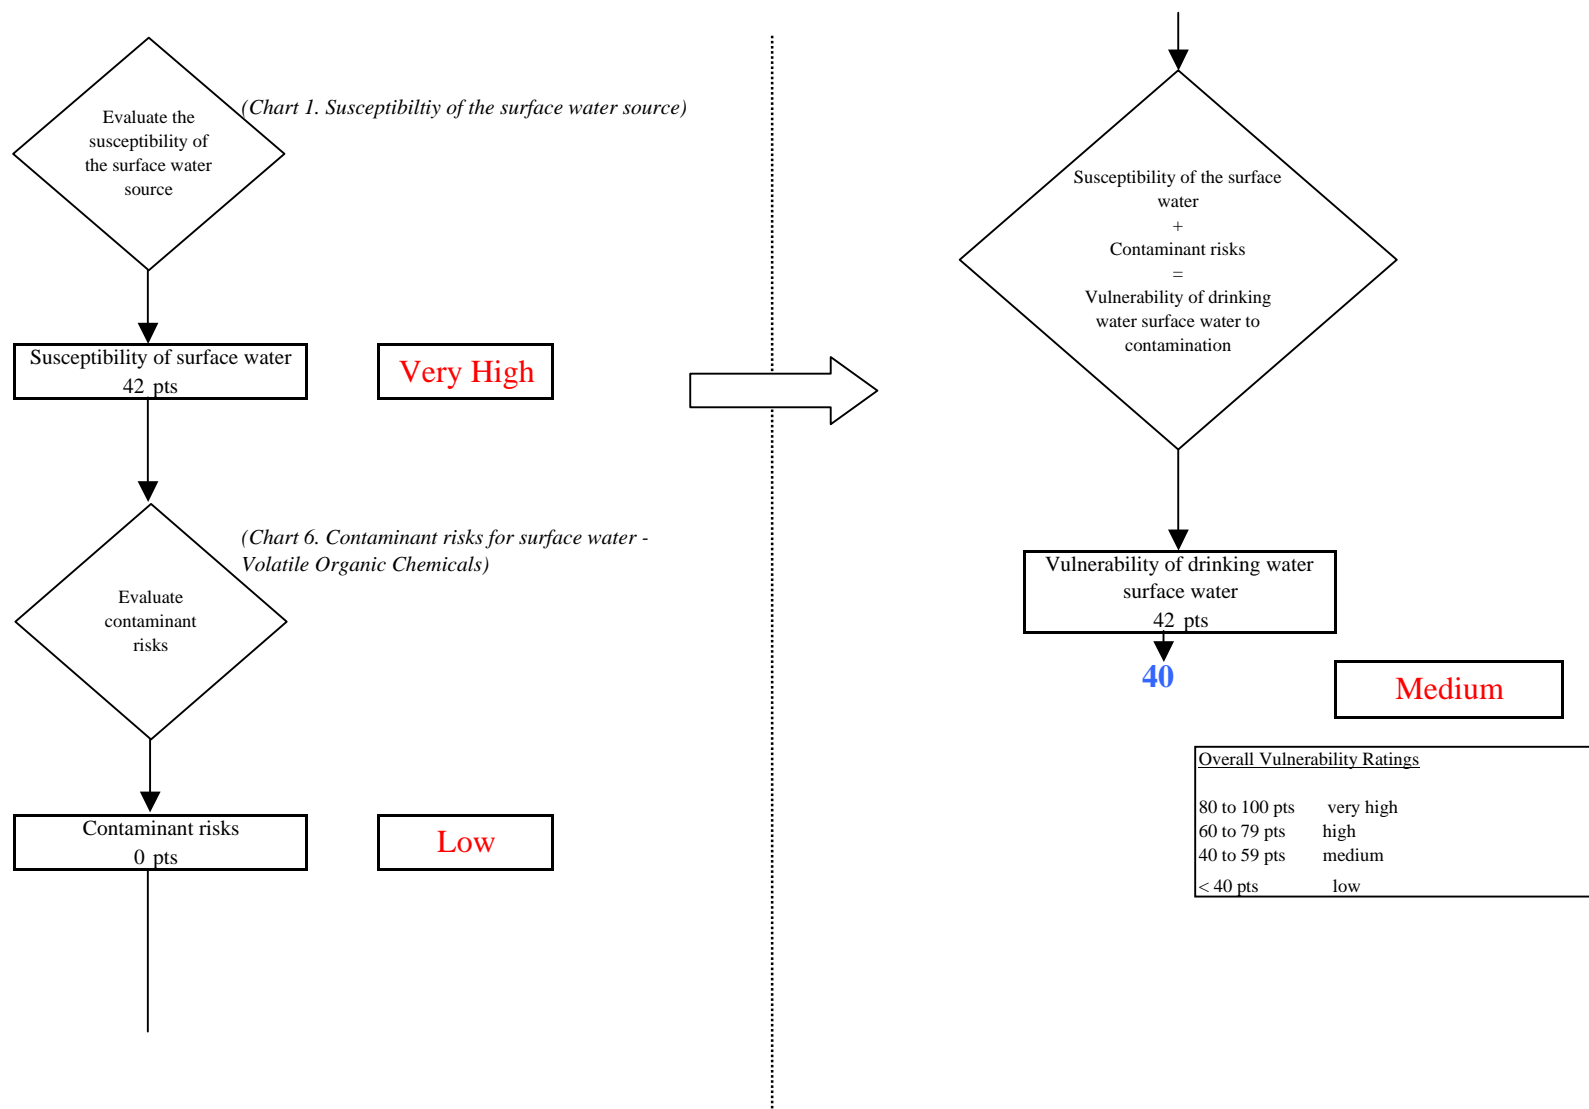 Evaluate the
susceptibility of
the surface water
source
(Chart 1. Susceptibiltiy of the surface water source)
Susceptibility of surface water
42 pts
Very High
(Chart 6. Contaminant risks for surface water -
Volatile Organic Chemicals)
Evaluate
contaminant
risks
Contaminant risks
0 pts
Low
Susceptibility of the surface
water
+
Contaminant risks
=
Vulnerability of drinking
water surface water to
contamination
Vulnerability of drinking water
surface water
42 pts
40
Medium
Overall Vulnerability Ratings
80 to 100 pts very high
60 to 79 pts high
40 to 59 pts medium
< 40 pts low